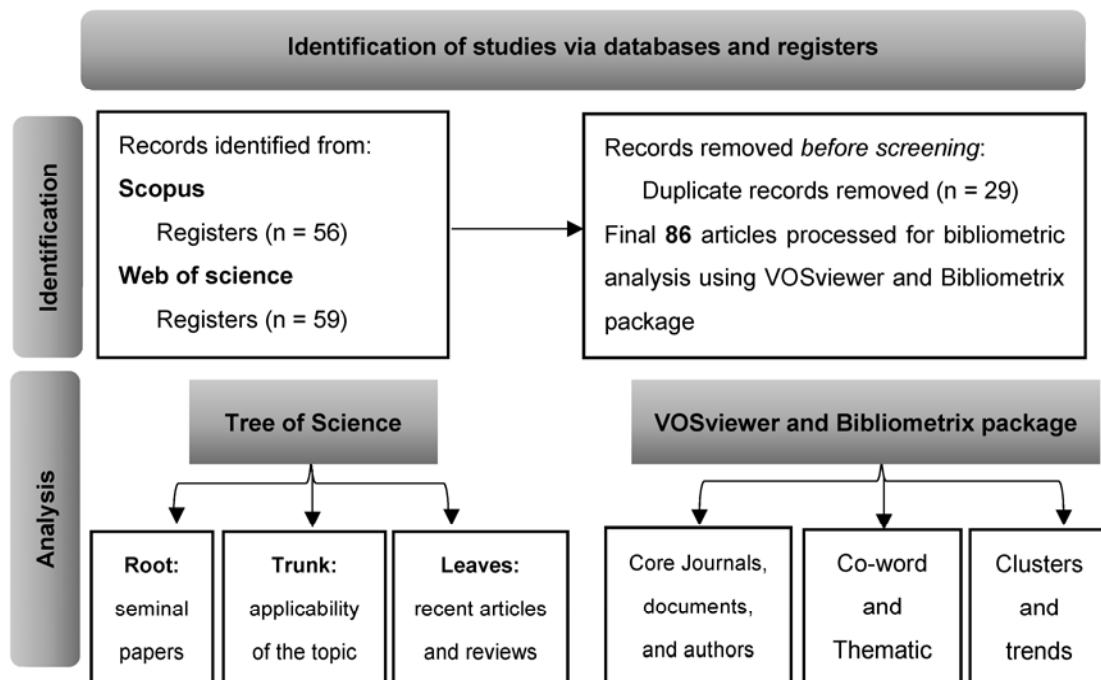 Identification of studies via databases and registers
Identification
Records identified from:
Scopus
Registers (n = 56)
Web of science
Registers (n = 59)
Records removed before screening:
Duplicate records removed (n = 29)
Final 86 articles processed for bibliometric
analysis using VOSviewer and Bibliometrix
package
Analysis
Tree of Science
Root:
seminal
papers
Trunk:
applicability
of the topic
Leaves:
recent articles
and reviews
VOSviewer and Bibliometrix package
Core Journals,
documents,
and authors
Co-word
and
Thematic
Clusters
and
trends